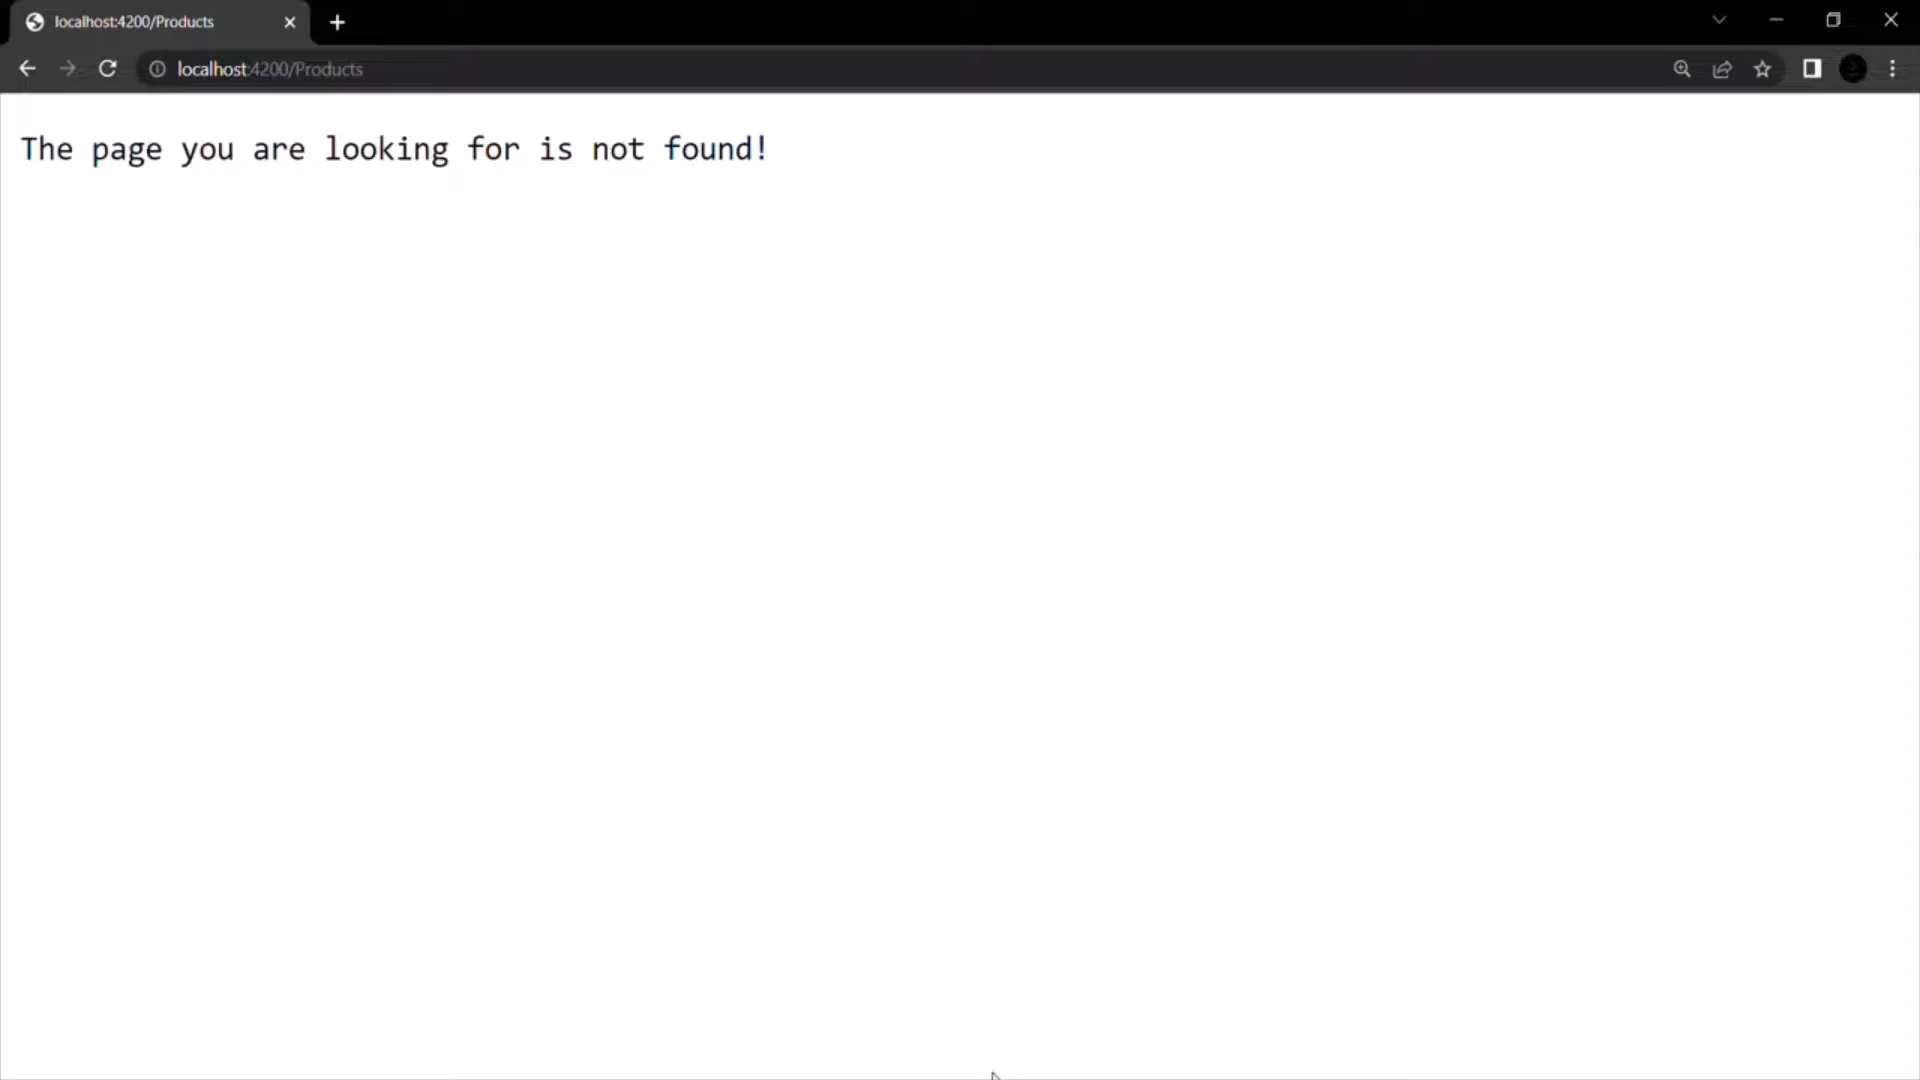 localhost:4200/Products
localhost:4200/Products
The page you are looking for is not found!